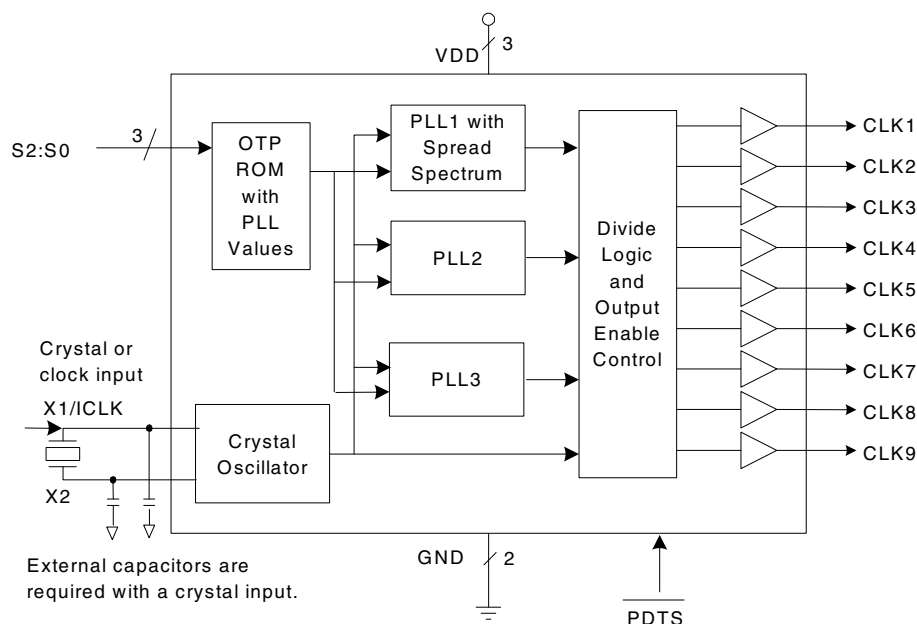 VDD
3
S2:S0
3
OTP
ROM
with
PLL
Values
PLL1 with
Spread
Spectrum
PLL2
PLL3
Divide
Logic
and
Output
Enable
Control
CLK1
CLK2
CLK3
CLK4
CLK5
CLK6
CLK7
CLK8
CLK9
Crystal or
clock input
X1/ICLK
Crystal
Oscillator
X2
External capacitors are
required with a crystal input.
GND
2
PDTS